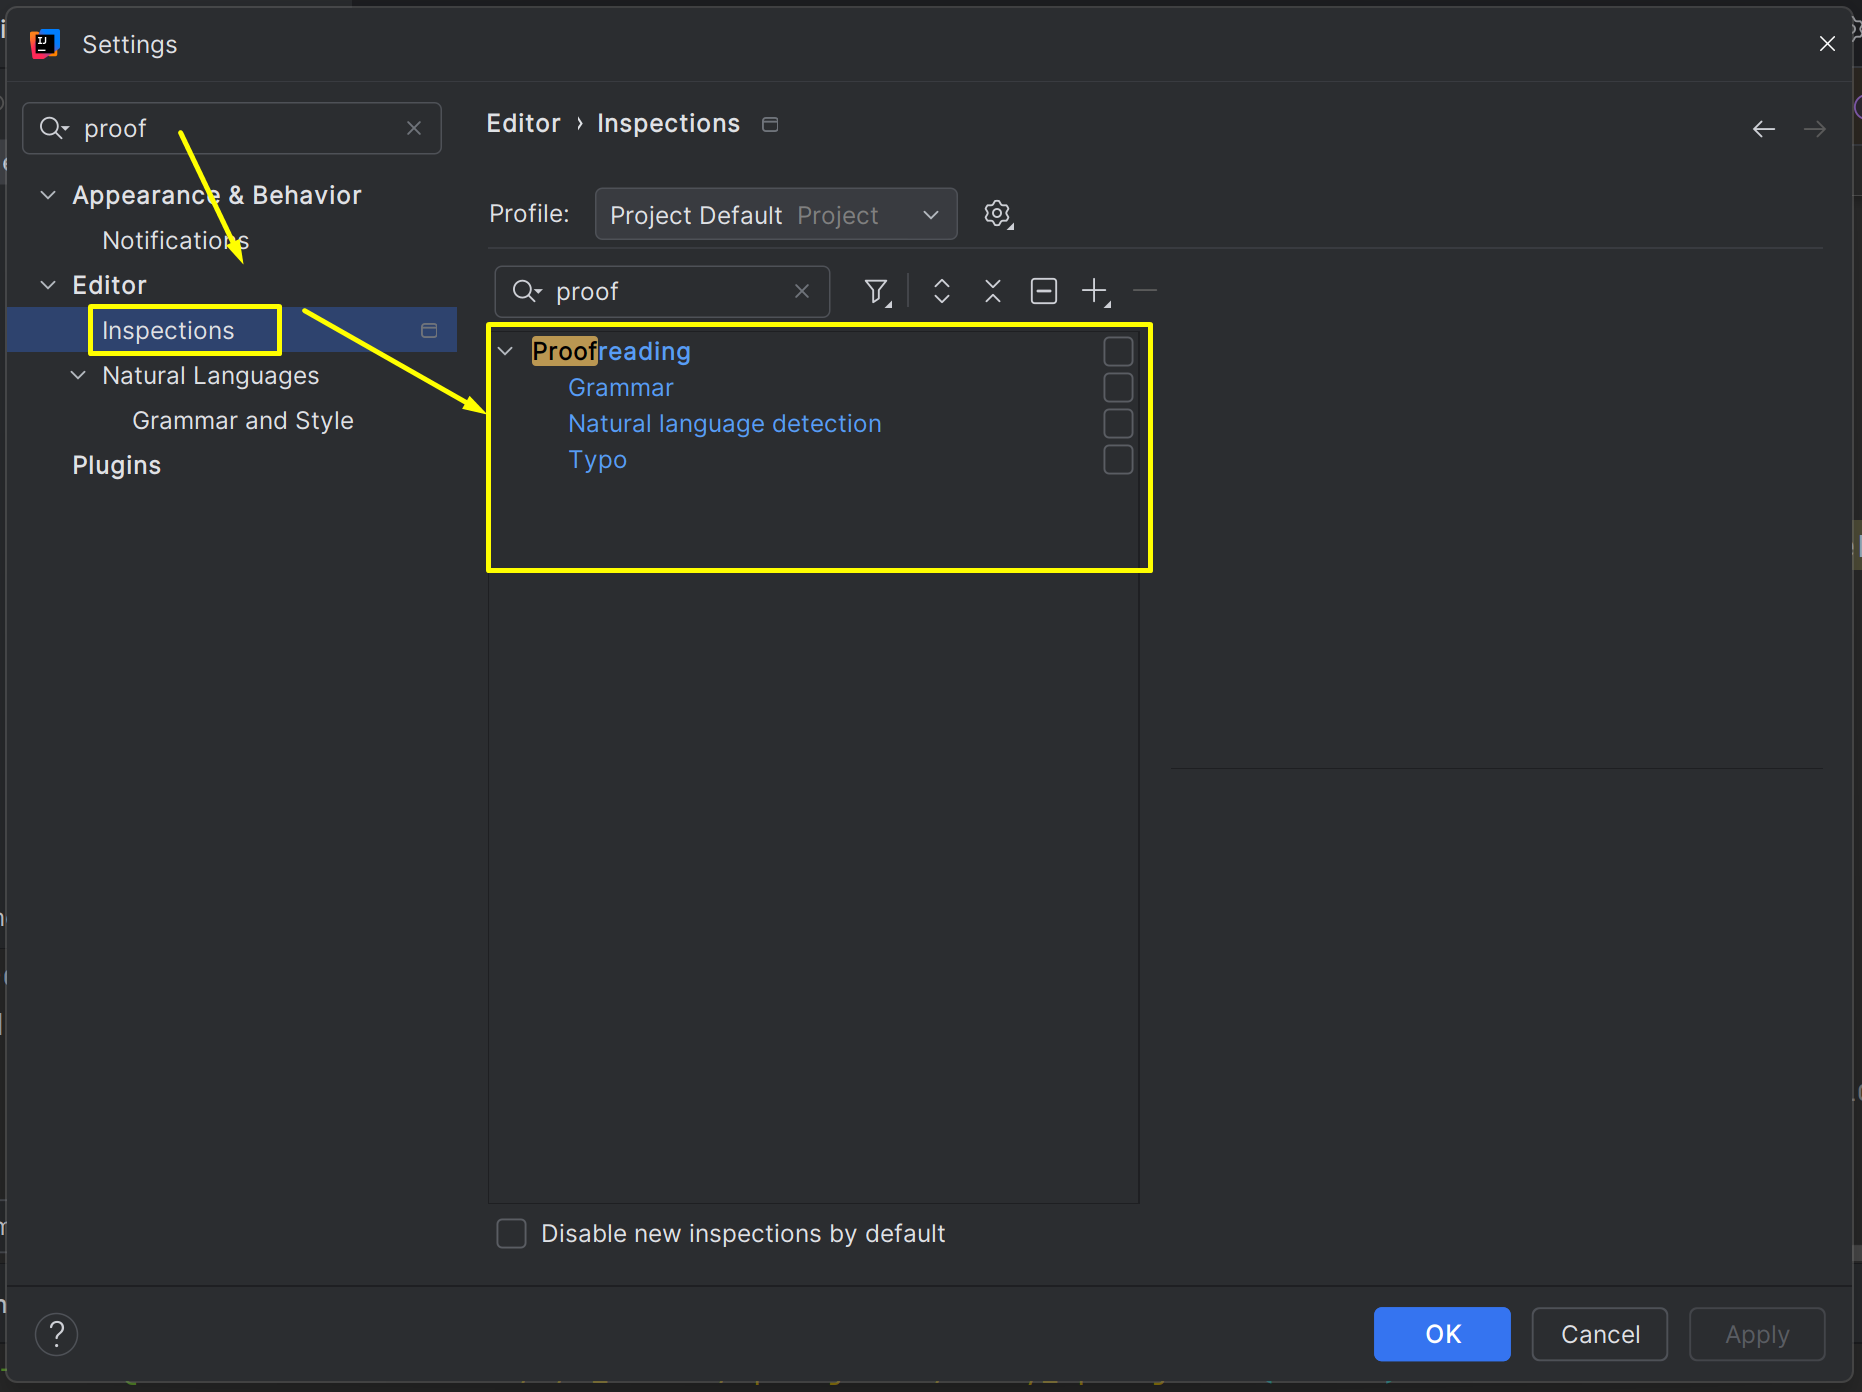 Settings
proof
Appearance & Behavior
Notifications
Editor
Inspections
Natural Languages
Grammar and Style
Plugins
Editor › Inspections
Profile: Project Default Project
proof
Proofreading
Grammar
Natural language detection
Typo
Disable new inspections by default
?
OK Cancel Apply